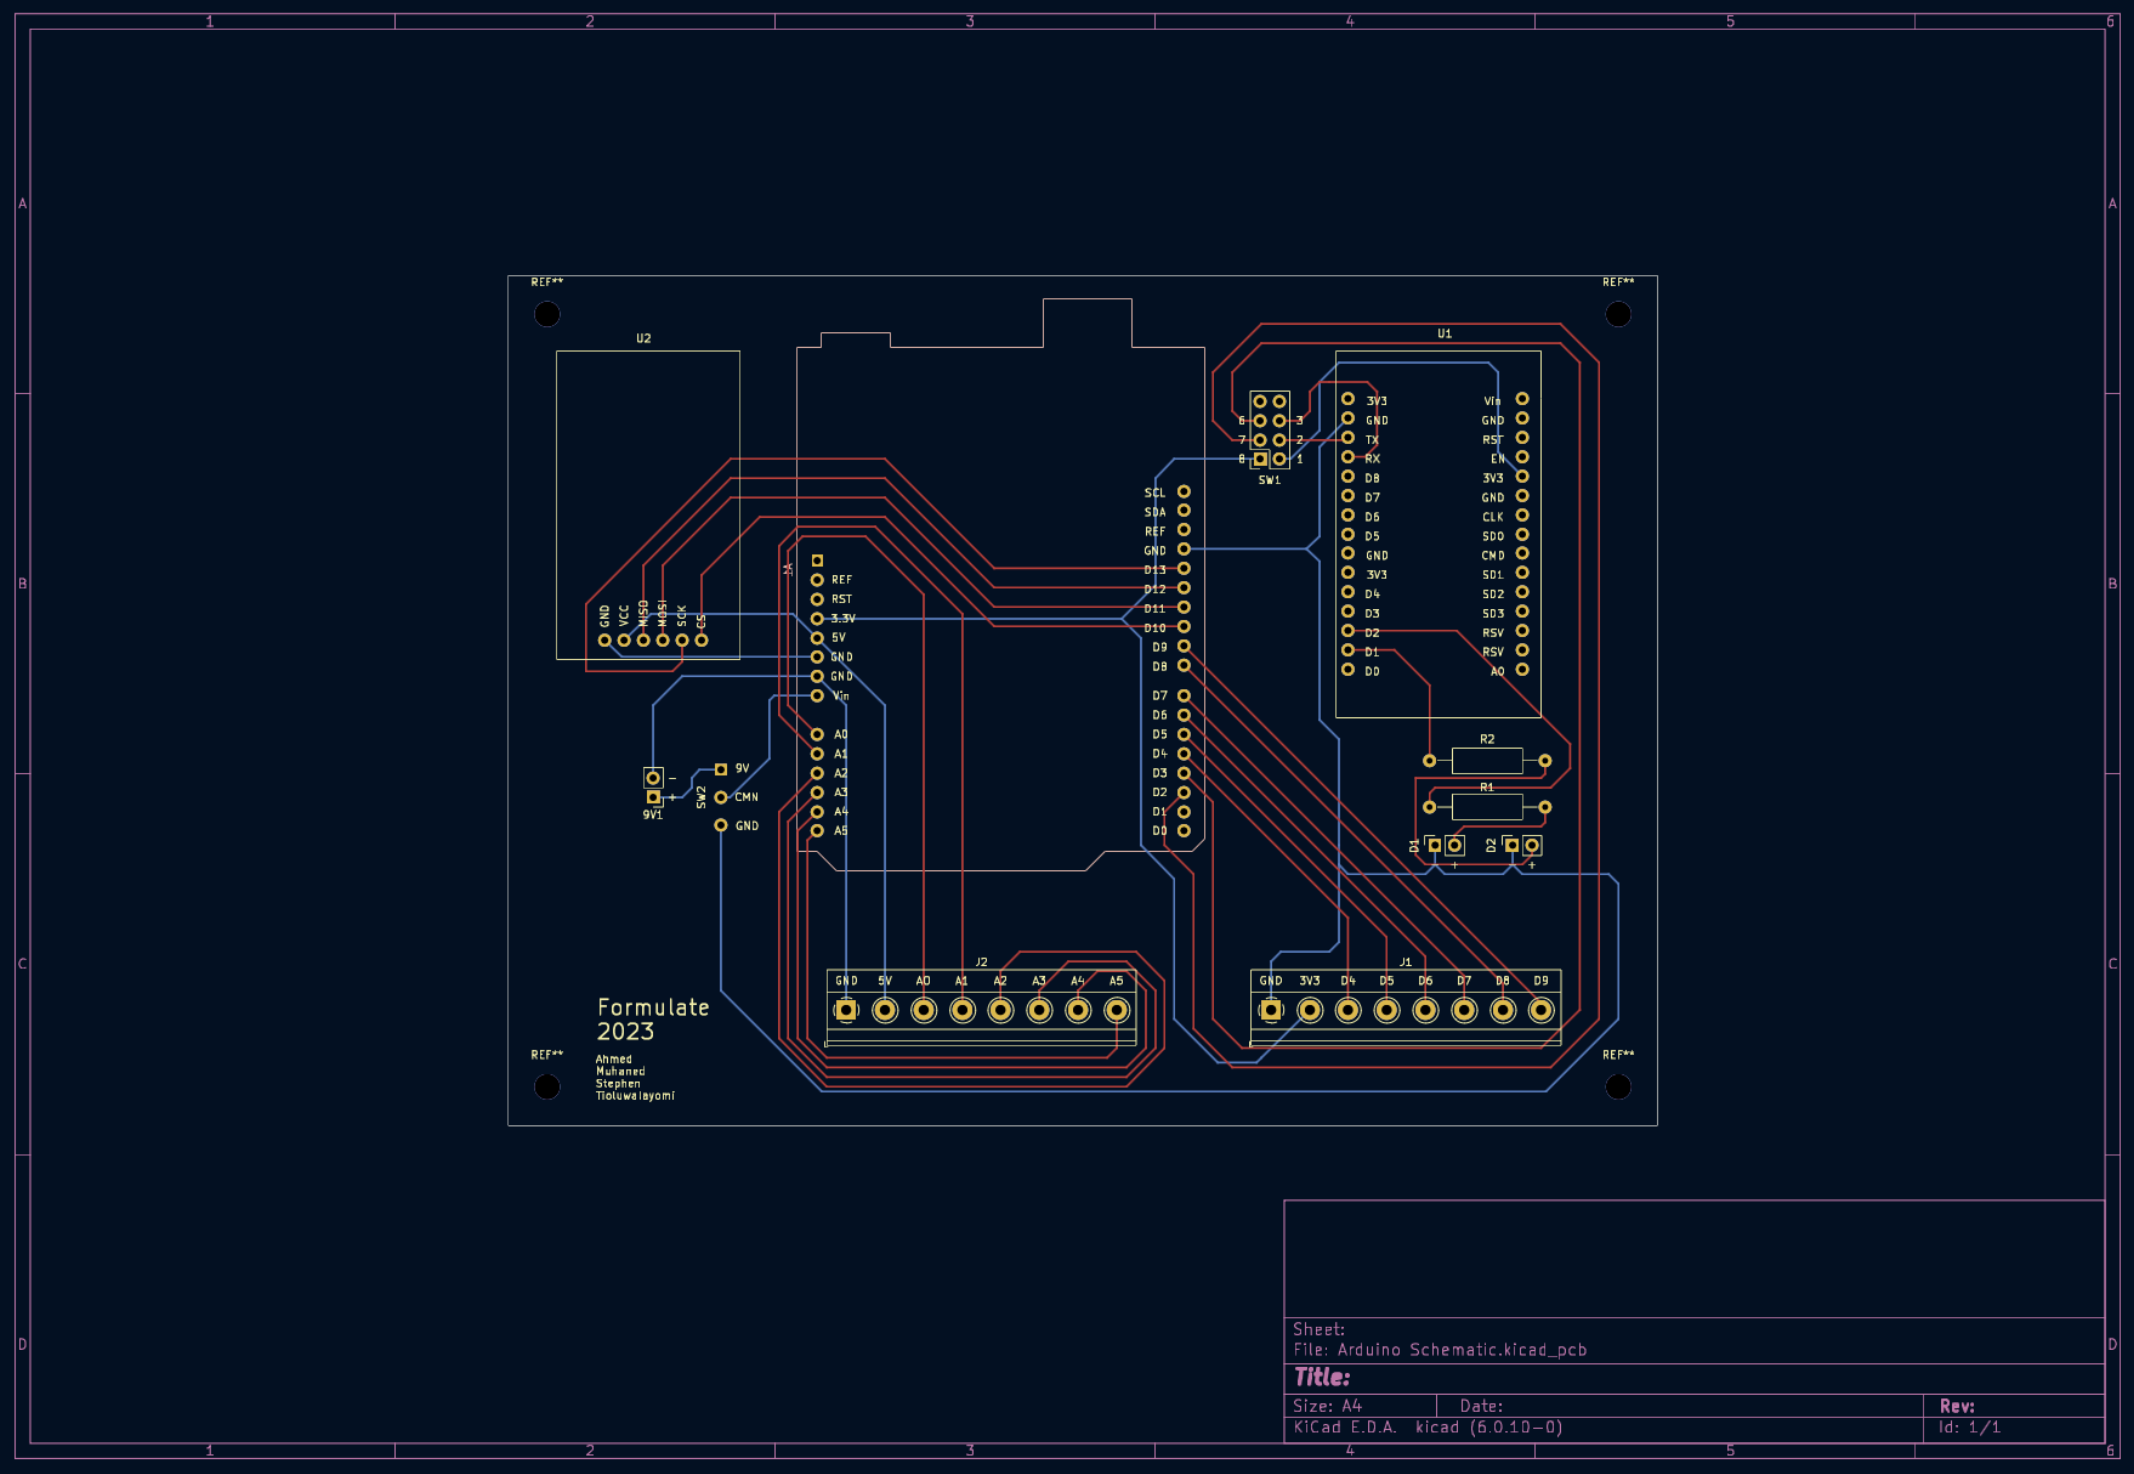 1 2 3 4 5 6
A A
B B
C C
D D
REF**
REF**
U2
GND
VCC
MISO
MOSI
SCK
CS
REF
RST
3.3V
5V
GND
GND
Vin
A0
A1
A2
A3
A4
A5
SCL
SDA
REF
GND
D13
D12
D11
D10
D9
D8
D7
D6
D5
D4
D3
D2
D1
D0
6 3
7 2
8 1
SW1
U1
3V3
GND
TX
RX
D8
D7
D6
D5
GND
3V3
D4
D3
D2
D1
D0
Vin
GND
RST
EN
3V3
GND
CLK
SD0
CMD
SD1
SD2
SD3
RSV
RSV
A0
R2
R1
D1
+
D2
+
-
+
9V1
SW2
9V
CMN
GND
J2
GND 5V A0 A1 A2 A3 A4 A5
J1
GND 3V3 D4 D5 D6 D7 D8 D9
Formulate
2023
REF**
REF**
Ahmed
Muhaned
Stephen
Tioluwalayomi
Sheet:
File: Arduino Schematic.kicad_pcb
Title:
Size: A4 Date: Rev:
KiCad E.D.A. kicad (6.0.10-0) Id: 1/1
1 2 3 4 5 6